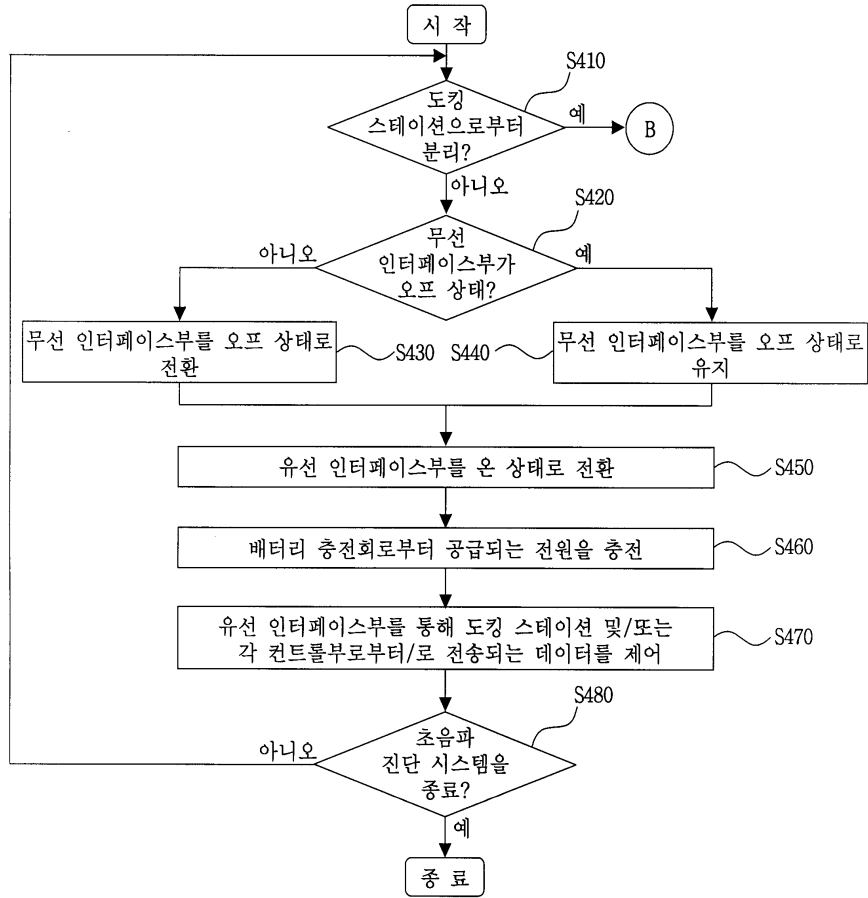 시 작
S410
도킹
스테이션으로부터
분리?
예
B
아니오
S420
무선
인터페이스부가
오프 상태?
아니오
예
무선 인터페이스부를 오프 상태로
전환
S430
S440
무선 인터페이스부를 오프 상태로
유지
유선 인터페이스부를 온 상태로 전환
S450
배터리 충전회로부터 공급되는 전원을 충전
S460
유선 인터페이스부를 통해 도킹 스테이션 및/또는
각 컨트롤부로부터/로 전송되는 데이터를 제어
S470
S480
초음파
진단 시스템을
종료?
아니오
예
종 료